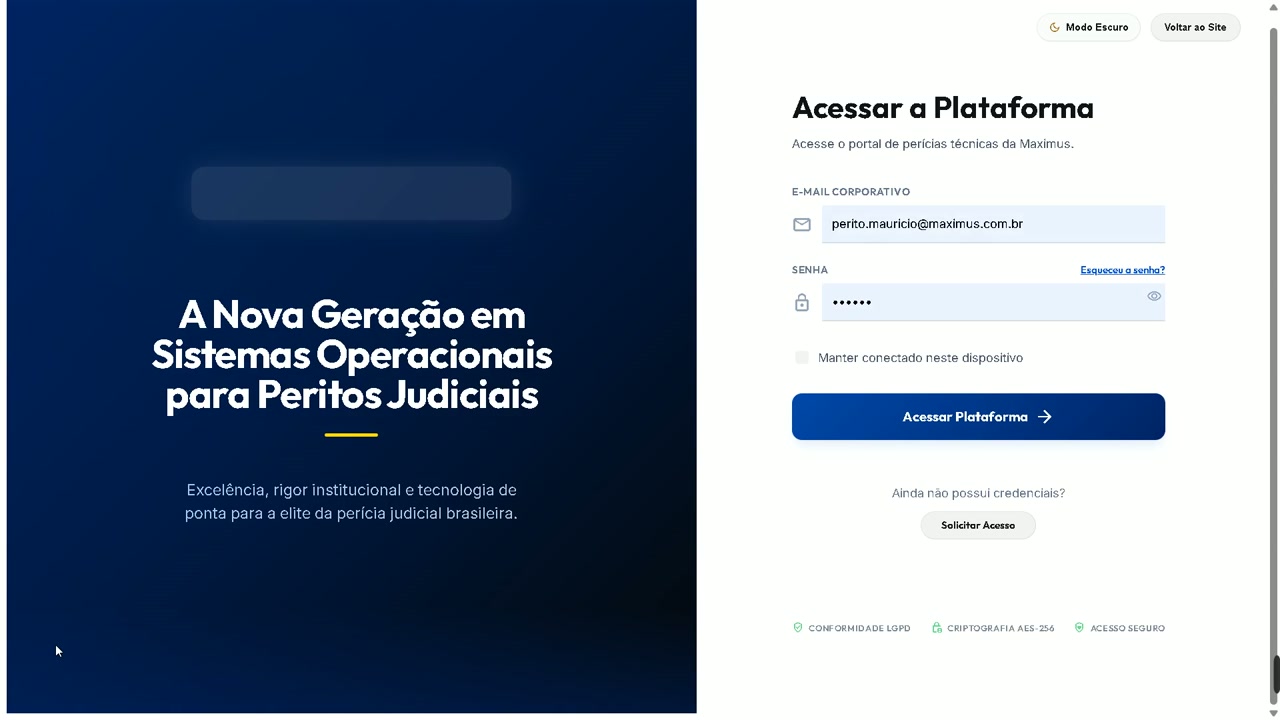 Modo Escuro
Voltar ao Site
A Nova Geração em
Sistemas Operacionais
para Peritos Judiciais
Excelência, rigor institucional e tecnologia de
ponta para a elite da perícia judicial brasileira.
Acessar a Plataforma
Acesse o portal de perícias técnicas da Maximus.
E-MAIL CORPORATIVO
perito.mauricio@maximus.com.br
SENHA
Esqueceu a senha?
••••••
Manter conectado neste dispositivo
Acessar Plataforma →
Ainda não possui credenciais?
Solicitar Acesso
CONFORMIDADE LGPD
CRIPTOGRAFIA AES-256
ACESSO SEGURO